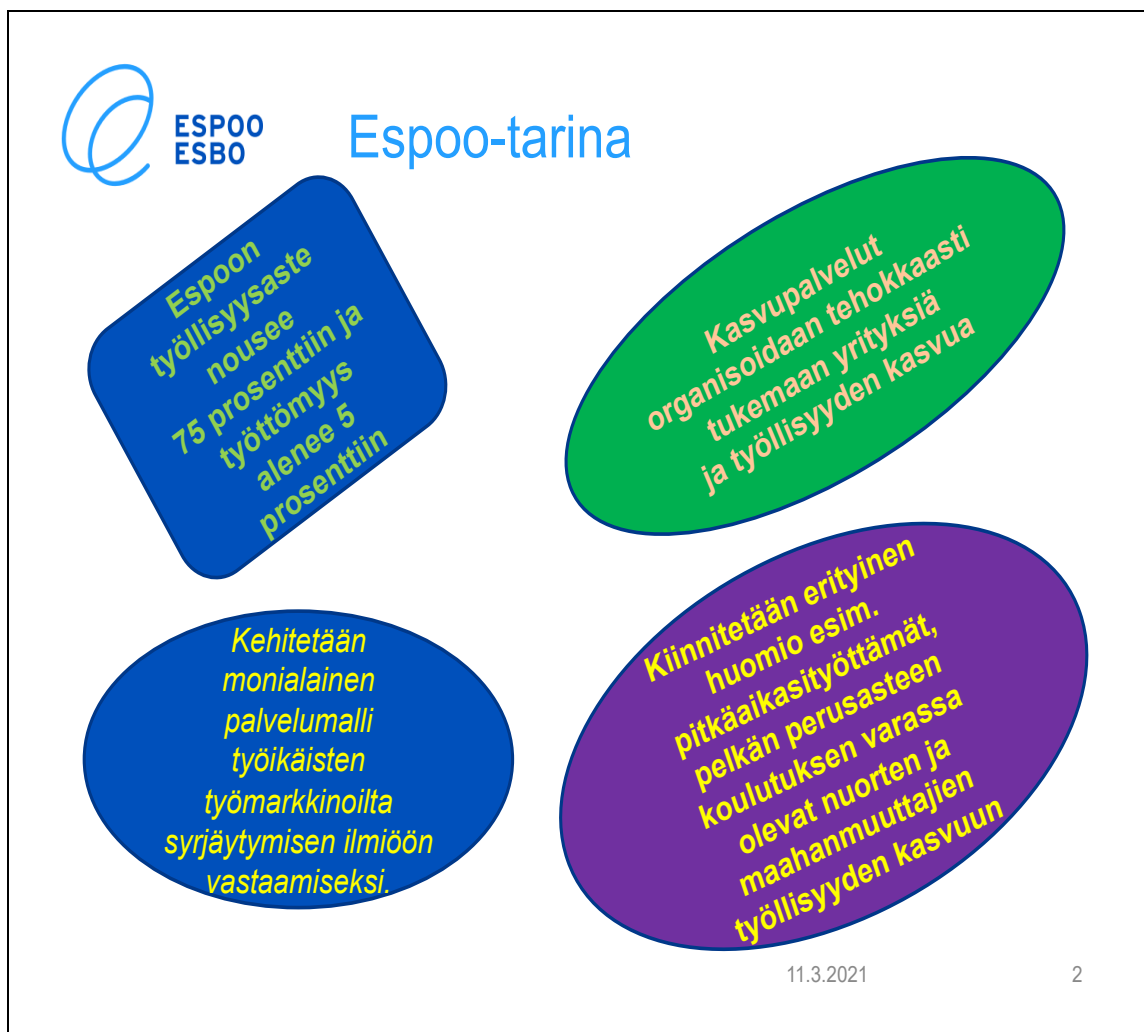 ESPOO
ESBO
Espoo-tarina
Espoon
työllisyysaste
nousee
75 prosenttiin ja
työttömyys
alenee 5
prosenttiin
Kasvupalvelut
organisoidaan tehokkaasti
tukemaan yrityksiä
ja työllisyyden kasvua
Kehitetään
monialainen
palvelumalli
työikäisten
työmarkkinoilta
syrjäytymisen ilmiöön
vastaamiseksi.
Kiinnitetään erityinen
huomio esim.
pitkäaikasityöttämät,
pelkän perusasteen
koulutuksen varassa
olevat nuorten ja
maahanmuuttajien
työllisyyden kasvuun
11.3.2021
2